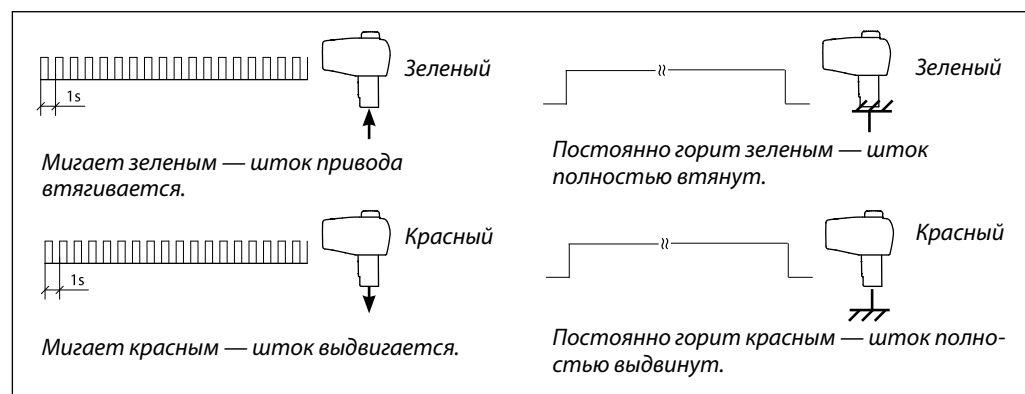 Зеленый
1s
Мигает зеленым — шток привода
втягивается.
Зеленый
Постоянно горит зеленым — шток
полностью втянут.
Красный
1s
Мигает красным — шток выдвигается.
Красный
Постоянно горит красным — шток полно-
стью выдвинут.